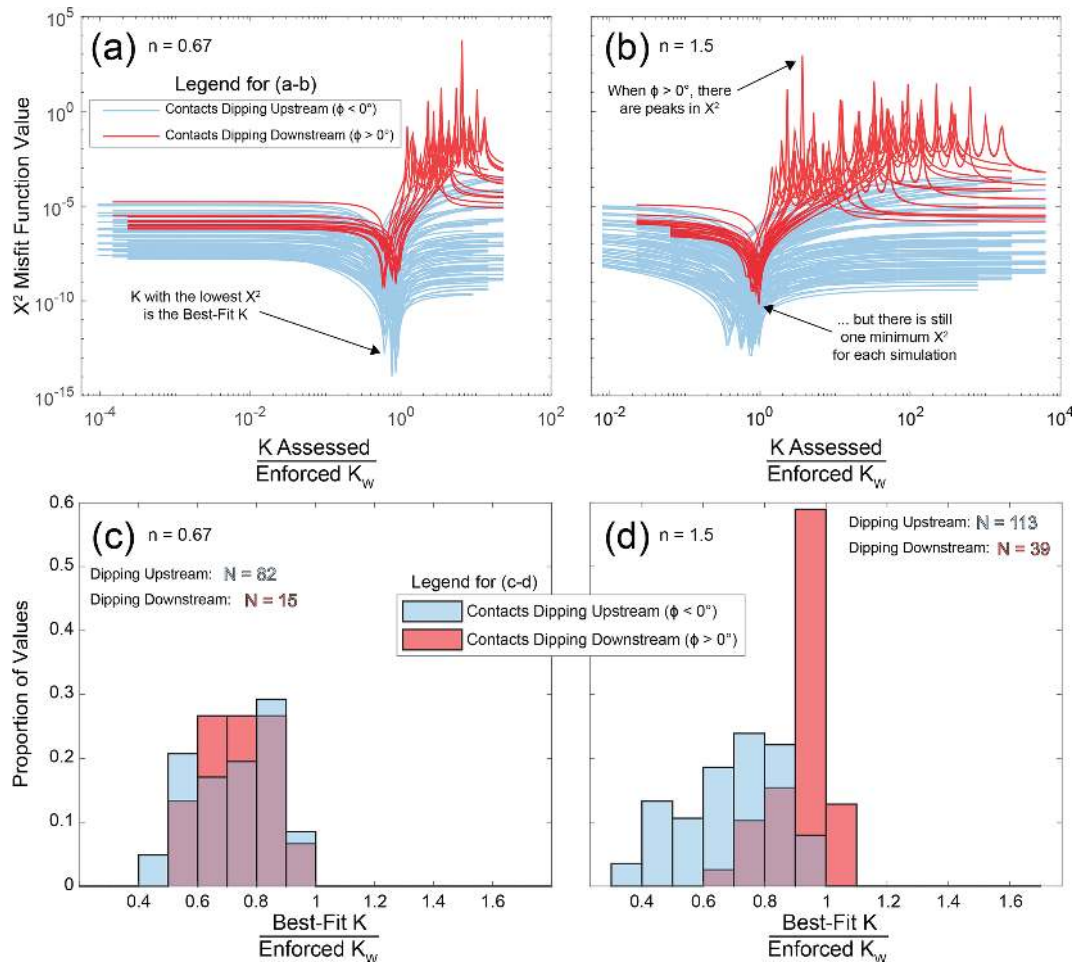 (a) n = 0.67
Legend for (a-b)
Contacts Dipping Upstream (ϕ < 0°)
Contacts Dipping Downstream (ϕ > 0°)
K with the lowest X²
is the Best-Fit K
X² Misfit Function Value
10⁵
10⁰
10⁻⁵
10⁻¹⁰
10⁻¹⁵
10⁻⁴ 10⁻² 10⁰ 10²
K Assessed
Enforced K_w
(b) n = 1.5
When ϕ > 0°, there
are peaks in X²
... but there is still
one minimum X²
for each simulation
10⁻² 10⁰ 10² 10⁴
K Assessed
Enforced K_w
(c) n = 0.67
Dipping Upstream: N = 82
Dipping Downstream: N = 15
Legend for (c-d)
Contacts Dipping Upstream (ϕ < 0°)
Contacts Dipping Downstream (ϕ > 0°)
Proportion of Values
0.6
0.5
0.4
0.3
0.2
0.1
0
0.4 0.6 0.8 1 1.2 1.4 1.6
Best-Fit K
Enforced K_w
(d) n = 1.5
Dipping Upstream: N = 113
Dipping Downstream: N = 39
0.4 0.6 0.8 1 1.2 1.4 1.6
Best-Fit K
Enforced K_w